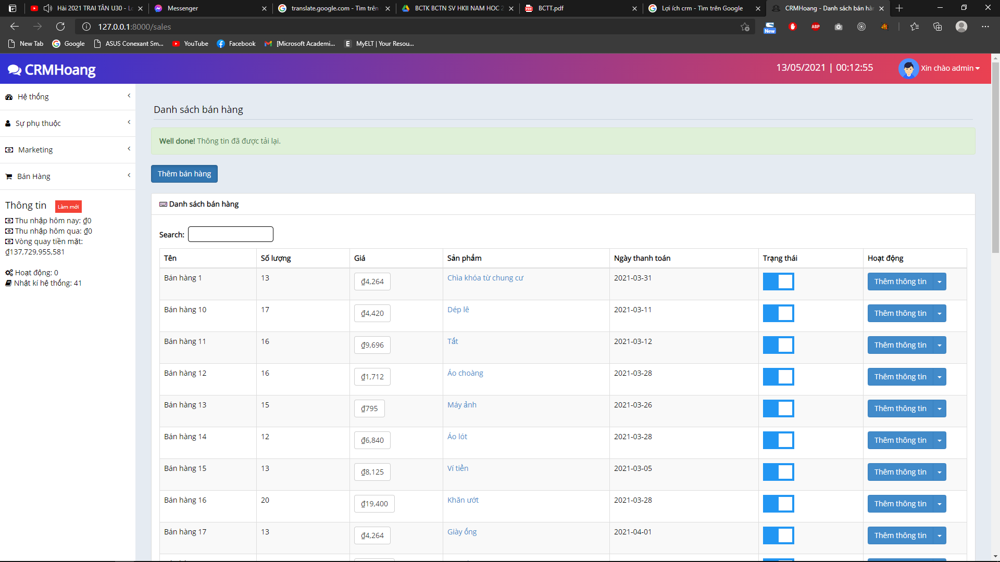 Hài 2021 TRAI TÂN U30 - Lo
Messenger
translate.google.com - Tìm trên
BCTK BCTN SV HKII NAM HOC 2
BCTT.pdf
Lợi ích crm - Tìm trên Google
CRMHoang - Danh sách bán hàn
127.0.0.1:8000/sales
New
ABP
New Tab
Google
ASUS Conexant Sm...
YouTube
Facebook
[Microsoft Academi...
MyELT | Your Resou...
CRMHoang
13/05/2021 | 00:12:55
Xin chào admin
Hệ thống
Sự phụ thuộc
Marketing
Bán Hàng
Thông tin
Làm mới
Thu nhập hôm nay: ₫0
Thu nhập hôm qua: ₫0
Vòng quay tiền mặt:
₫137,729,955,581
Hoạt động: 0
Nhật kí hệ thống: 41
Danh sách bán hàng
Well done! Thông tin đã được tải lại.
Thêm bán hàng
Danh sách bán hàng
Search:
Tên Số lượng Giá Sản phẩm Ngày thanh toán Trạng thái Hoạt động
Bán hàng 1 13 ₫4,264 Chìa khóa từ chung cư 2021-03-31 Thêm thông tin
Bán hàng 10 17 ₫4,420 Dép lê 2021-03-11 Thêm thông tin
Bán hàng 11 16 ₫9,696 Tất 2021-03-12 Thêm thông tin
Bán hàng 12 16 ₫1,712 Áo choàng 2021-03-28 Thêm thông tin
Bán hàng 13 15 ₫795 Máy ảnh 2021-03-26 Thêm thông tin
Bán hàng 14 12 ₫6,840 Áo lót 2021-03-28 Thêm thông tin
Bán hàng 15 13 ₫8,125 Ví tiền 2021-03-05 Thêm thông tin
Bán hàng 16 20 ₫19,400 Khăn ướt 2021-03-28 Thêm thông tin
Bán hàng 17 13 ₫4,264 Giày ống 2021-04-01 Thêm thông tin